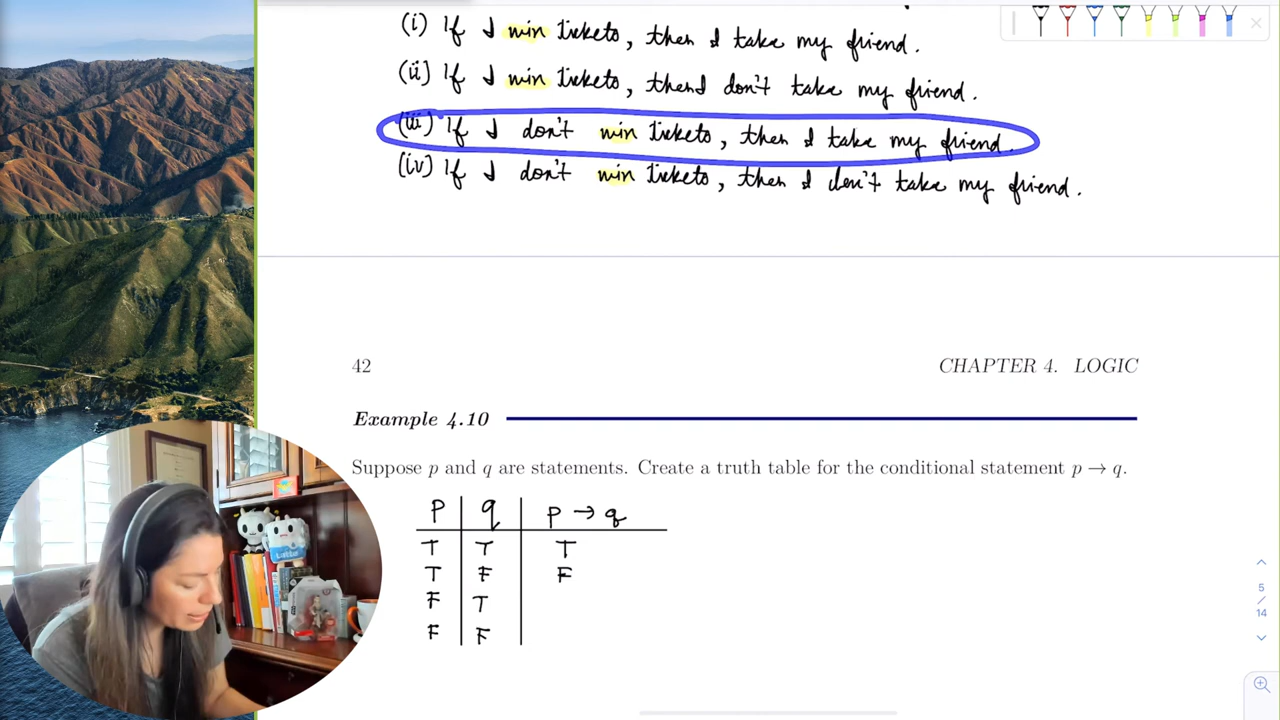 (i) If I win tickets, then I take my friend.
(ii) If I win tickets, then I don't take my friend.
(iii) If I don't win tickets, then I take my friend.
(iv) If I don't win tickets, then I don't take my friend.
42 CHAPTER 4. LOGIC
Example 4.10
Suppose p and q are statements. Create a truth table for the conditional statement p → q.
P q P → q
T T T
T F F
F T
F F
5
/
14